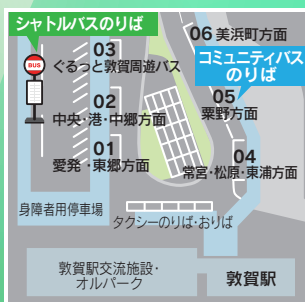 シャトルバスのりば
BUS
03
ぐるっと敦賀周遊バス
02
中央・港・中郷方面
01
愛発・東郷方面
身障者用停車場
06 美浜町方面
コミュニティバス
のりば
05
粟野方面
04
常宮・松原・東浦方面
タクシーのりば・おりば
敦賀駅交流施設・
オルパーク
敦賀駅